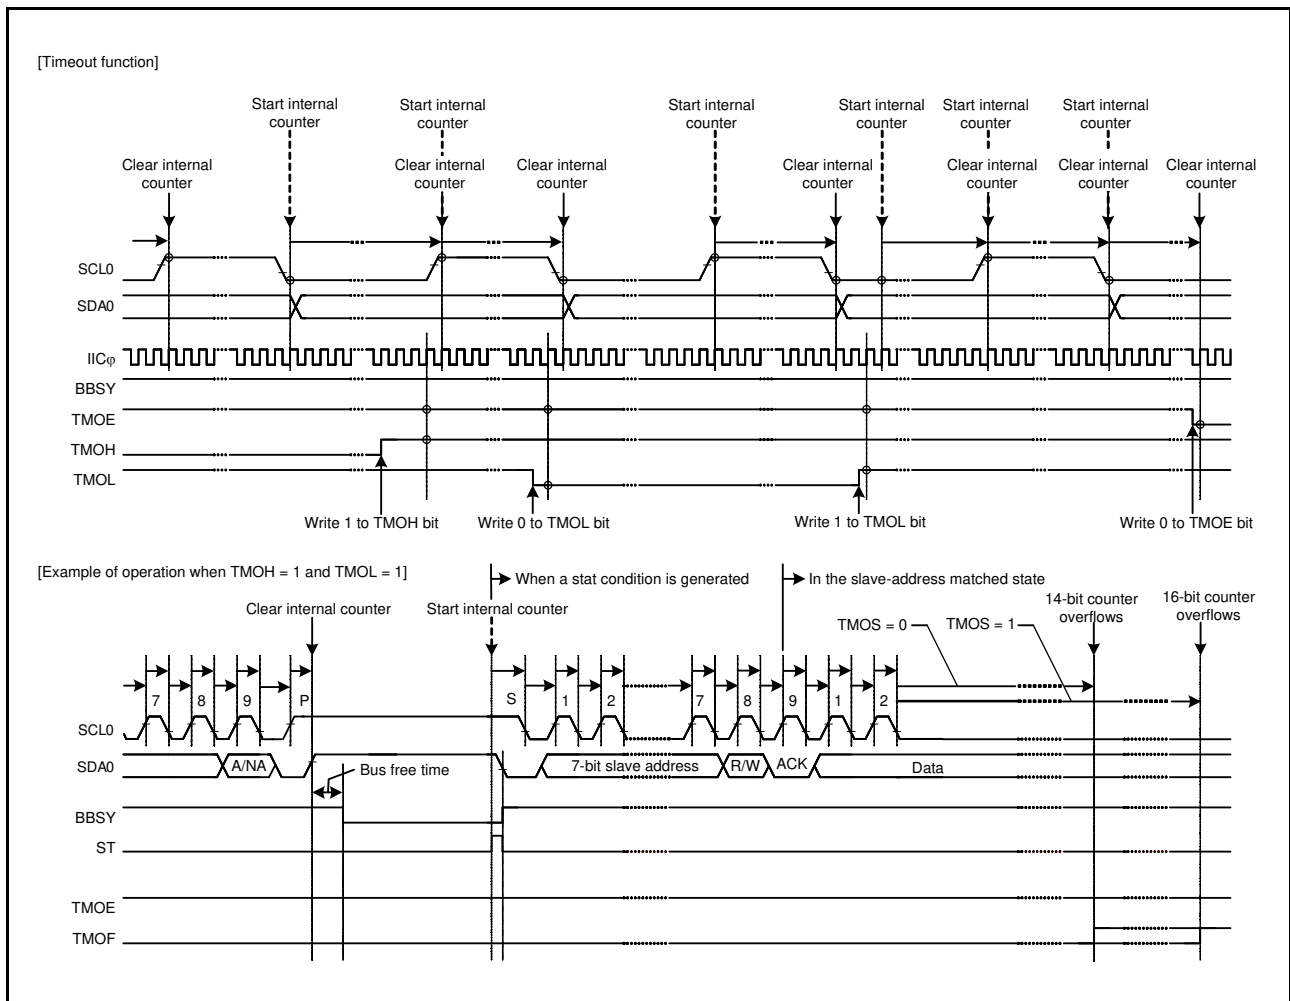 [Timeout function]
Start internal counter
Start internal counter
Start internal counter
Start internal counter
Start internal counter
Start internal counter
Clear internal counter
Clear internal counter
Clear internal counter
Clear internal counter
Clear internal counter
Clear internal counter
Clear internal counter
SCL0
SDA0
IICφ
BBSY
TMOE
TMOH
TMOL
Write 1 to TMOH bit
Write 0 to TMOL bit
Write 1 to TMOL bit
Write 0 to TMOE bit
[Example of operation when TMOH = 1 and TMOL = 1]
When a stat condition is generated
In the slave-address matched state
Clear internal counter
Start internal counter
TMOS = 0
TMOS = 1
14-bit counter overflows
16-bit counter overflows
7 8 9 P S 1 2 7 8 9 1 2
SCL0
SDA0
A/NA
7-bit slave address
R/W
ACK
Data
Bus free time
BBSY
ST
TMOE
TMOF